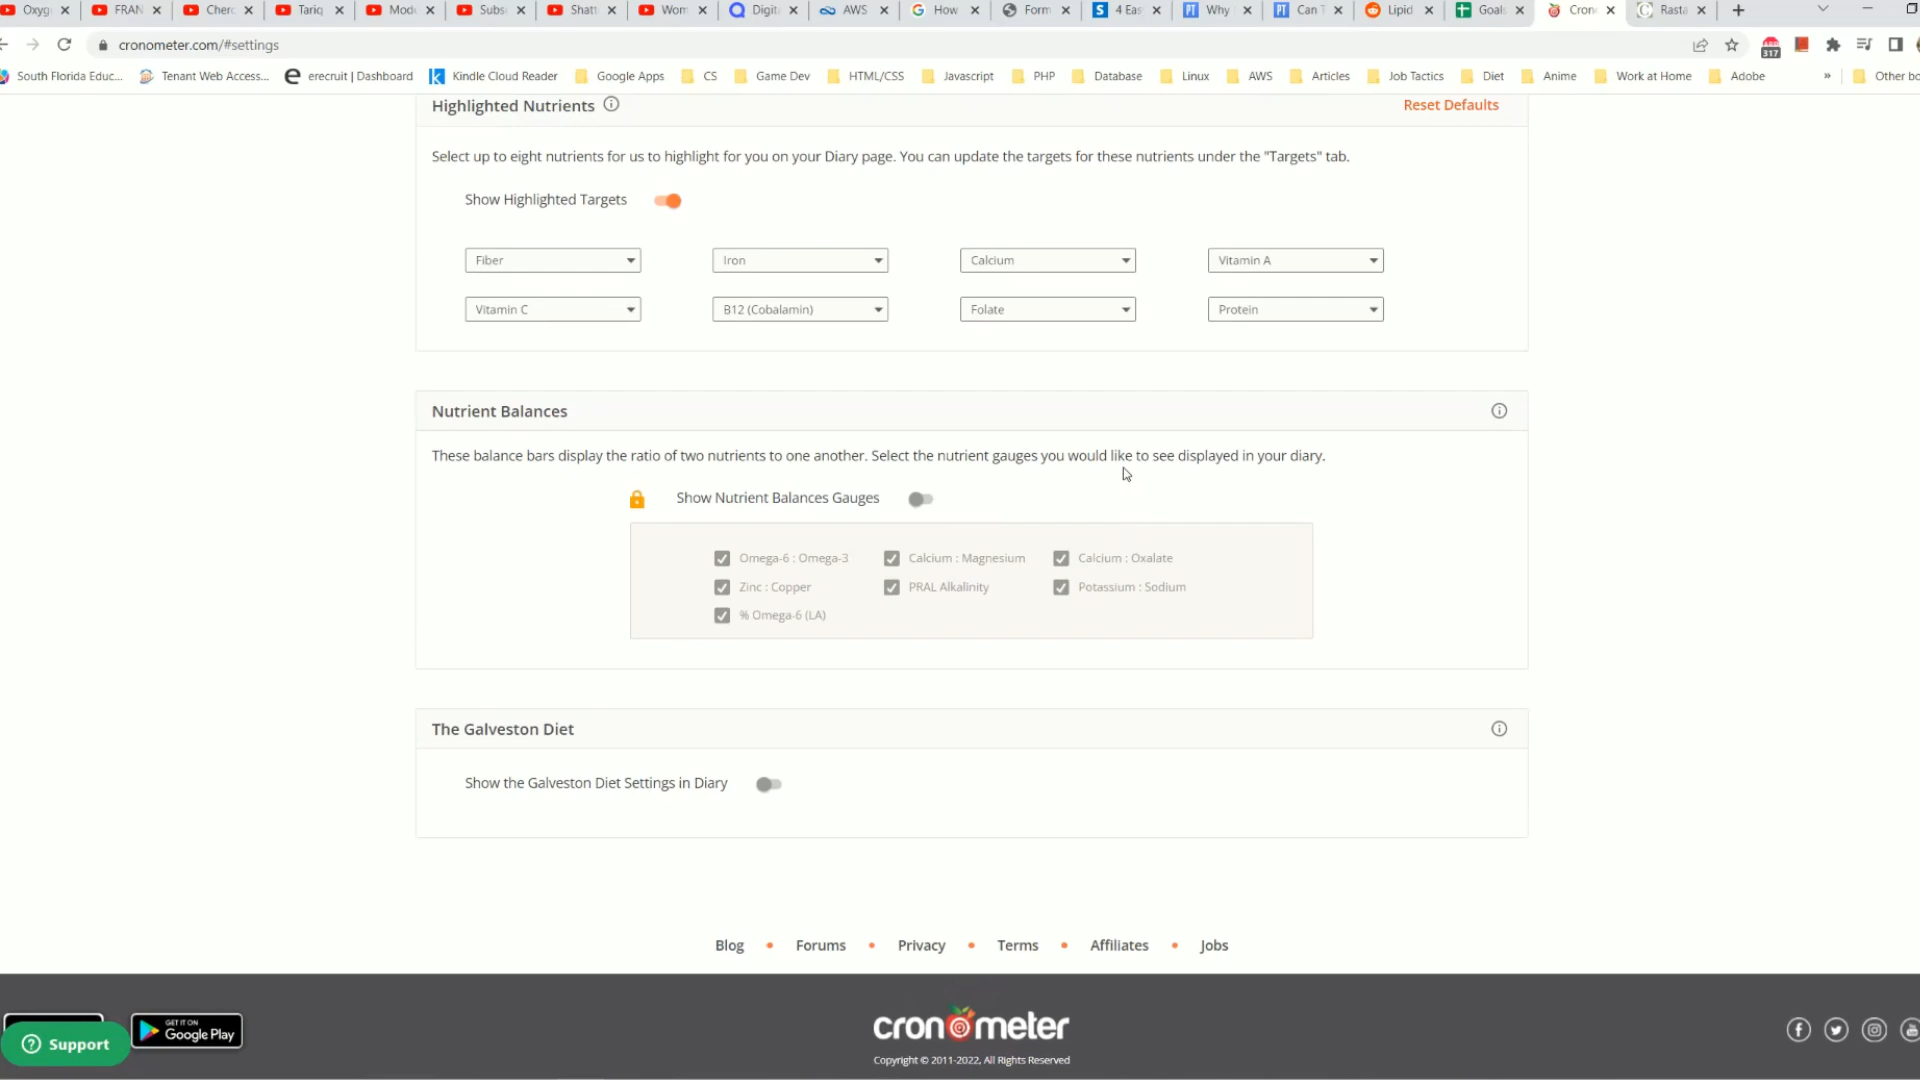 Oxyg
FRAN
Cherc
Tariq
Mode
Subs
Shatt
Wom
Digit
AWS
How
Form
4 Eas
Why
Can T
Lipid
Goals
Cron
Rasta
cronometer.com/#settings
317
South Florida Educ...
Tenant Web Access...
erecruit | Dashboard
Kindle Cloud Reader
Google Apps
CS
Game Dev
HTML/CSS
Javascript
PHP
Database
Linux
AWS
Articles
Job Tactics
Diet
Anime
Work at Home
Adobe
»
Other bo
Highlighted Nutrients
Reset Defaults
Select up to eight nutrients for us to highlight for you on your Diary page. You can update the targets for these nutrients under the "Targets" tab.
Show Highlighted Targets
Fiber
Iron
Calcium
Vitamin A
Vitamin C
B12 (Cobalamin)
Folate
Protein
Nutrient Balances
These balance bars display the ratio of two nutrients to one another. Select the nutrient gauges you would like to see displayed in your diary.
Show Nutrient Balances Gauges
Omega-6 : Omega-3
Calcium : Magnesium
Calcium : Oxalate
Zinc : Copper
PRAL Alkalinity
Potassium : Sodium
% Omega-6 (LA)
The Galveston Diet
Show the Galveston Diet Settings in Diary
Blog • Forums • Privacy • Terms • Affiliates • Jobs
GET IT ON
Google Play
Support
cronometer
Copyright © 2011-2022, All Rights Reserved